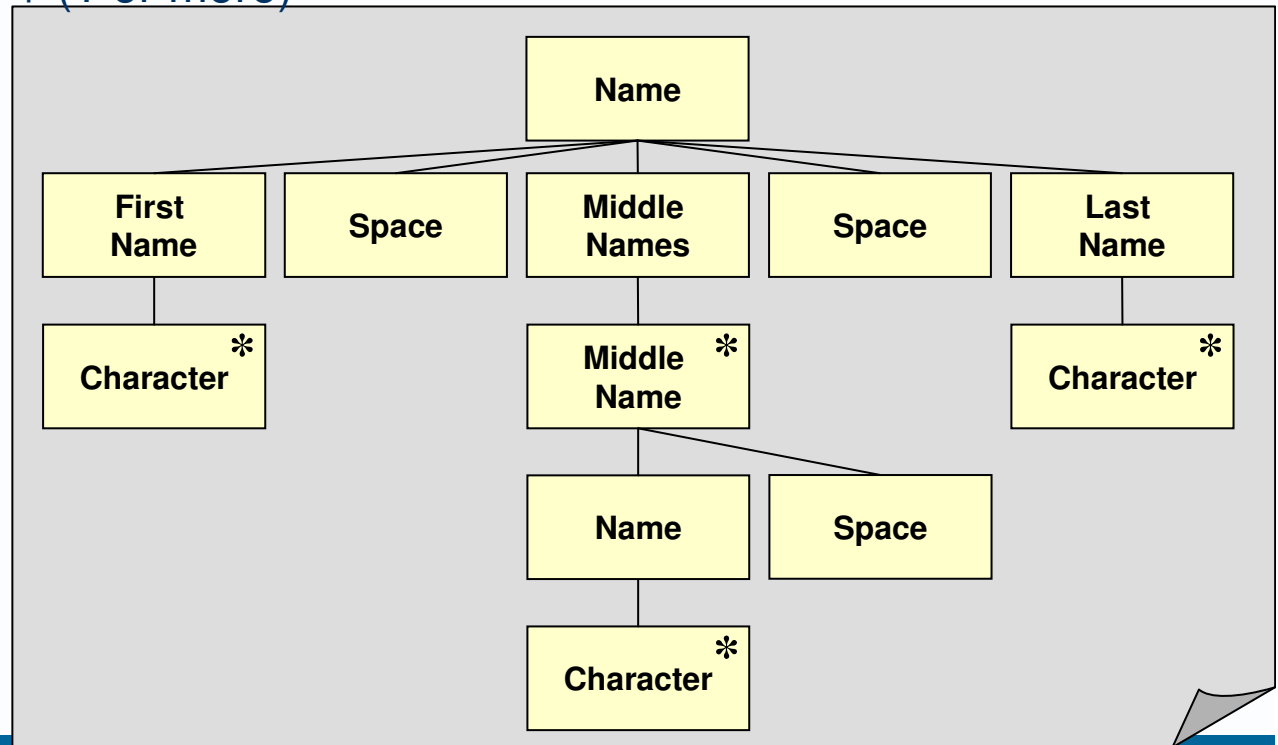 Name
First
Name
Space
Middle
Names
Space
Last
Name
Character *
Middle *
Name
Character *
Name
Space
Character *